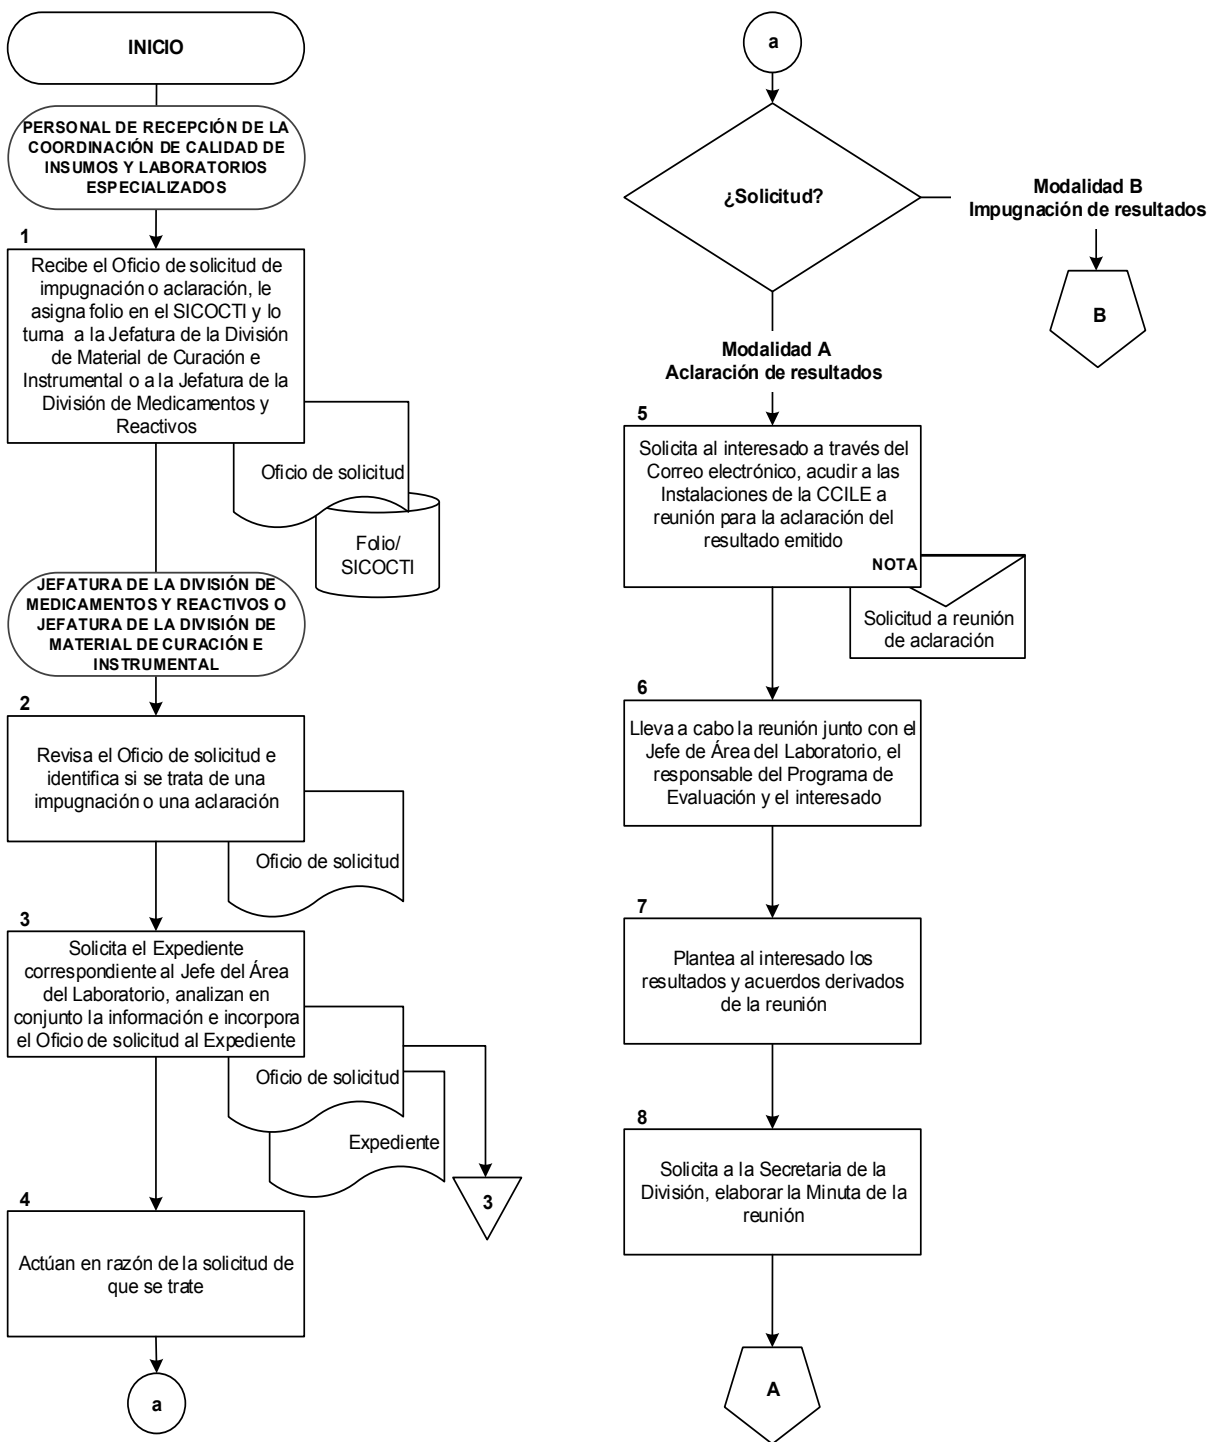 INICIO
PERSONAL DE RECEPCIÓN DE LA
COORDINACIÓN DE CALIDAD DE
INSUMOS Y LABORATORIOS
ESPECIALIZADOS
1
Recibe el Oficio de solicitud de
impugnación o aclaración, le
asigna folio en el SICOCTI y lo
turna a la Jefatura de la División
de Material de Curación e
Instrumental o a la Jefatura de la
División de Medicamentos y
Reactivos
Oficio de solicitud
Folio/
SICOCTI
JEFATURA DE LA DIVISIÓN DE
MEDICAMENTOS Y REACTIVOS O
JEFATURA DE LA DIVISIÓN DE
MATERIAL DE CURACIÓN E
INSTRUMENTAL
2
Revisa el Oficio de solicitud e
identifica si se trata de una
impugnación o una aclaración
Oficio de solicitud
3
Solicita el Expediente
correspondiente al Jefe del Área
del Laboratorio, analizan en
conjunto la información e incorpora
el Oficio de solicitud al Expediente
Oficio de solicitud
Expediente
3
4
Actúan en razón de la solicitud de
que se trate
a
a
¿Solicitud?
Modalidad B
Impugnación de resultados
B
Modalidad A
Aclaración de resultados
5
Solicita al interesado a través del
Correo electrónico, acudir a las
Instalaciones de la CCILE a
reunión para la aclaración del
resultado emitido
NOTA
Solicitud a reunión
de aclaración
6
Lleva a cabo la reunión junto con el
Jefe de Área del Laboratorio, el
responsable del Programa de
Evaluación y el interesado
7
Plantea al interesado los
resultados y acuerdos derivados
de la reunión
8
Solicita a la Secretaria de la
División, elaborar la Minuta de la
reunión
A